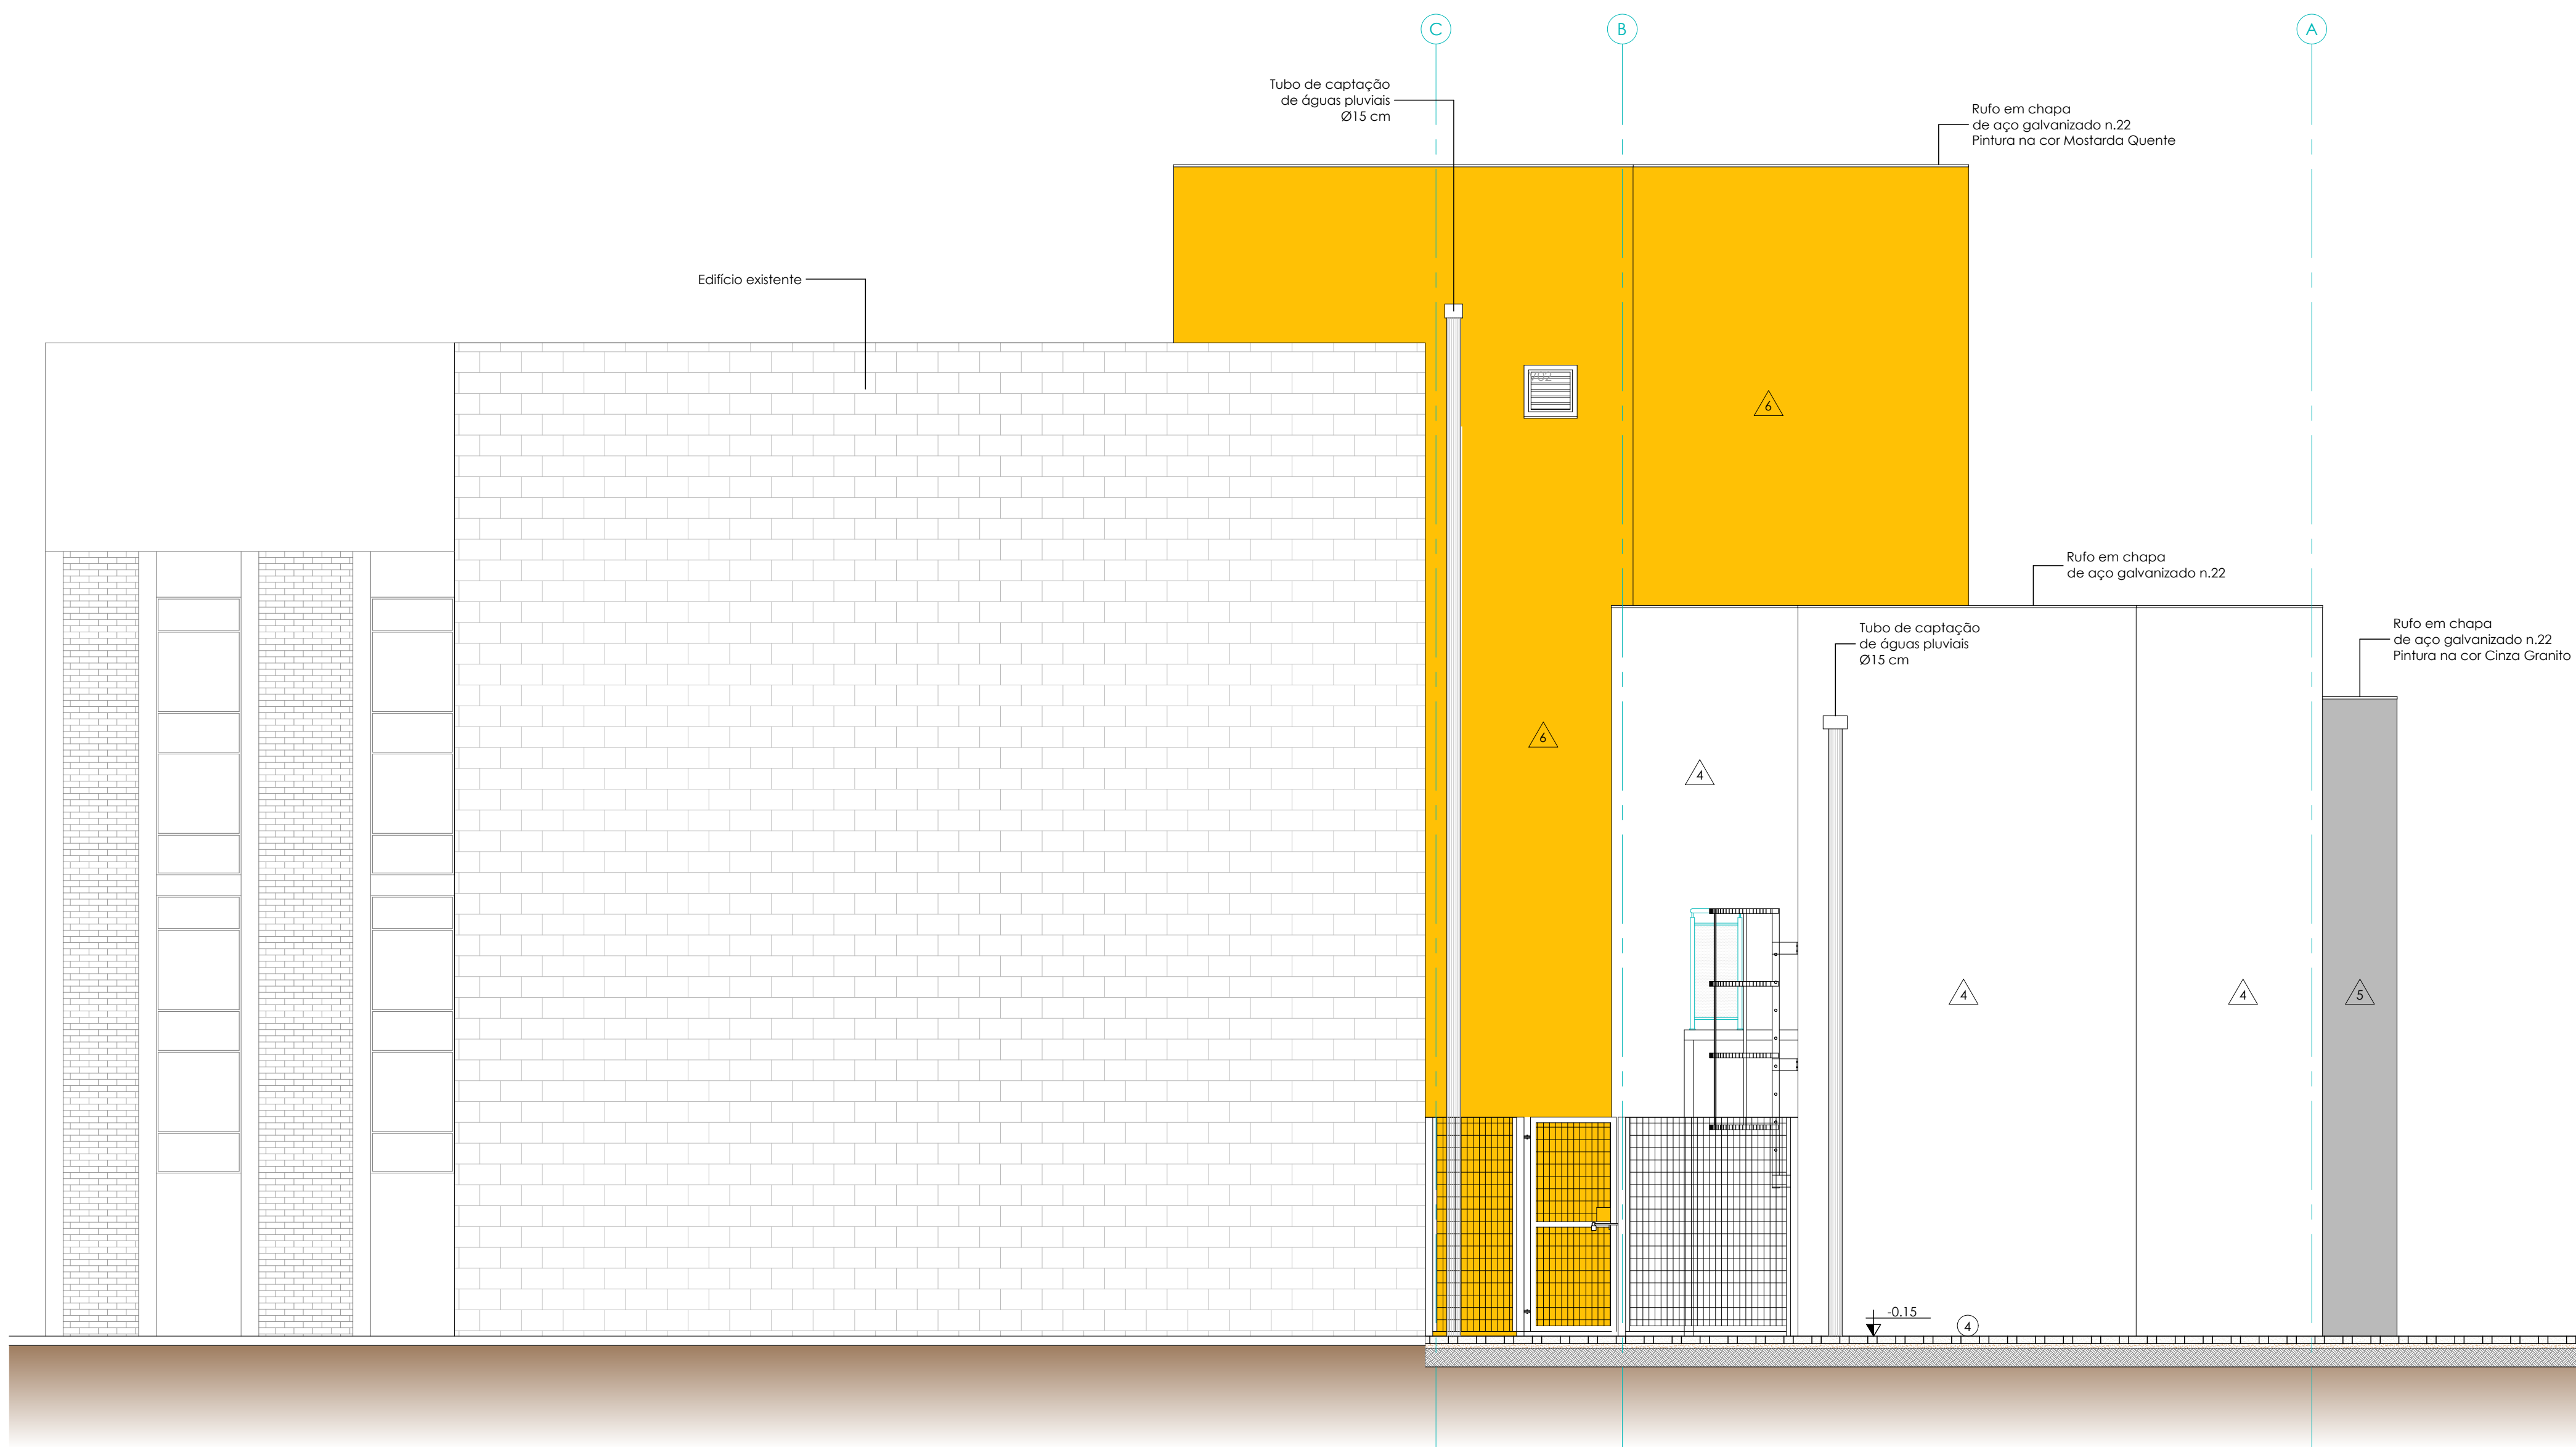 C
B
A
Tubo de captação
de águas pluviais
Ø15 cm
Rufo em chapa
de aço galvanizado n.22
Pintura na cor Mostarda Quente
Edifício existente
6
Rufo em chapa
de aço galvanizado n.22
Tubo de captação
de águas pluviais
Ø15 cm
Rufo em chapa
de aço galvanizado n.22
Pintura na cor Cinza Granito
6
4
4
4
5
-0.15
4